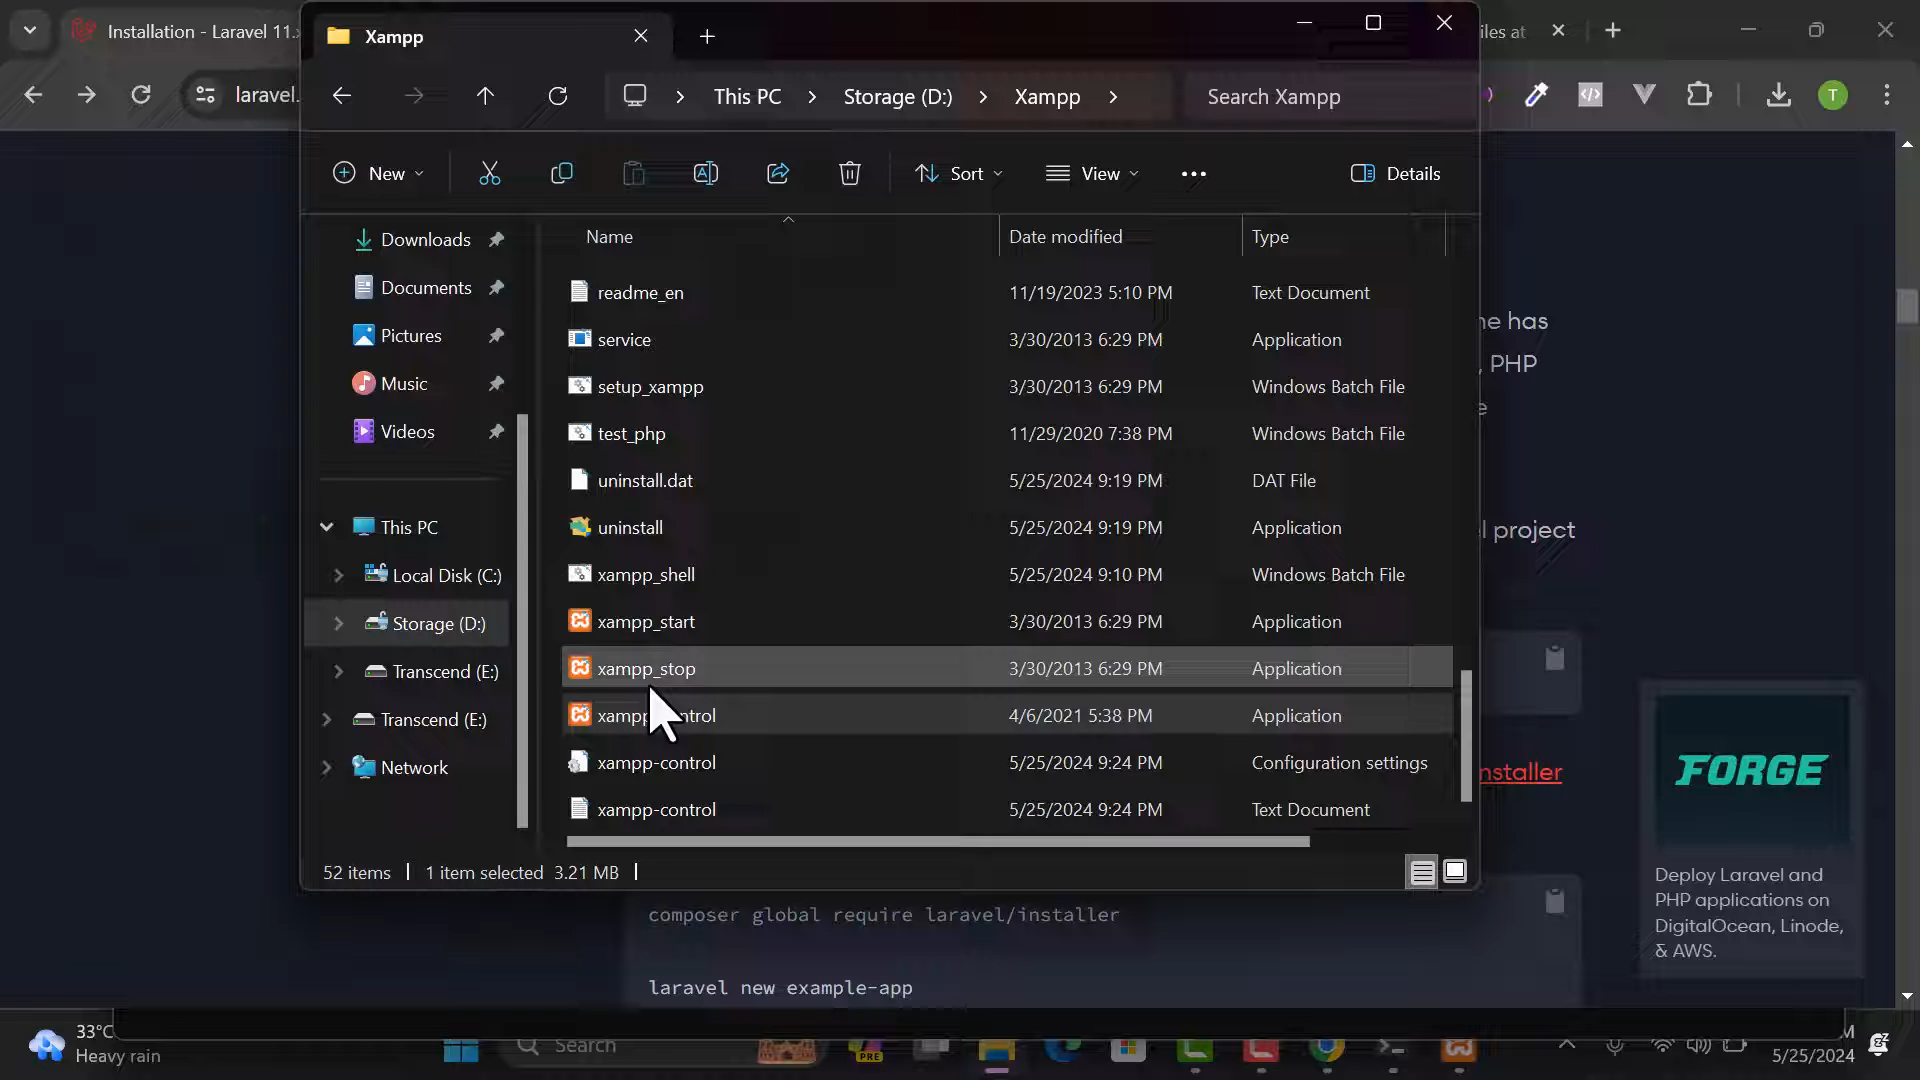 Installation - Laravel 11.x
Xampp
iles at
laravel.
This PC
Storage (D:)
Xampp
Search Xampp
T
New
Sort
View
Details
Downloads
Documents
Pictures
Music
Videos
This PC
Local Disk (C:)
Storage (D:)
Transcend (E:)
Transcend (E:)
Network
Name
Date modified
Type
readme_en 11/19/2023 5:10 PM Text Document
service 3/30/2013 6:29 PM Application
setup_xampp 3/30/2013 6:29 PM Windows Batch File
test_php 11/29/2020 7:38 PM Windows Batch File
uninstall.dat 5/25/2024 9:19 PM DAT File
uninstall 5/25/2024 9:19 PM Application
xampp_shell 5/25/2024 9:10 PM Windows Batch File
xampp_start 3/30/2013 6:29 PM Application
xampp_stop 3/30/2013 6:29 PM Application
4/6/2021 5:38 PM Application
xampp-control 5/25/2024 9:24 PM Configuration settings
xampp-control 5/25/2024 9:24 PM Text Document
52 items 1 item selected 3.21 MB
ne has
, PHP
e
l project
nstaller
FORGE
Deploy Laravel and
PHP applications on
DigitalOcean, Linode,
& AWS.
composer global require laravel/installer
laravel new example-app
33°C
Heavy rain
Search
PRE
M
5/25/2024